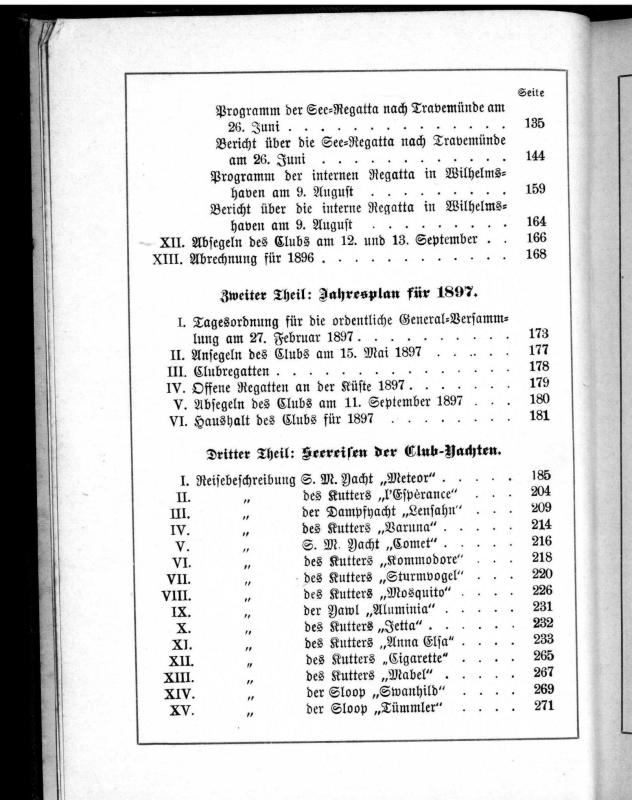 Seite
Programm der See-Regatta nach Travemünde am
26. Juni . . . . . . . . . . . . . . 135
Bericht über die See-Regatta nach Travemünde
am 26. Juni . . . . . . . . . . . . 144
Programm der internen Regatta in Wilhelms-
haven am 9. August . . . . . . . . . 159
Bericht über die interne Regatta in Wilhelms-
haven am 9. August . . . . . . . . . 164
XII. Absegeln des Clubs am 12. und 13. September . . 166
XIII. Abrechnung für 1896 . . . . . . . . . . . . 168
Zweiter Theil: Jahresplan für 1897.
I. Tagesordnung für die ordentliche General-Versamm-
lung am 27. Februar 1897 . . . . . . . . . . 173
II. Ansegeln des Clubs am 15. Mai 1897 . . . . . 177
III. Clubregatten . . . . . . . . . . . . . . . 178
IV. Offene Regatten an der Küste 1897 . . . . . . . 179
V. Absegeln des Clubs am 11. September 1897 . . . 180
VI. Haushalt des Clubs für 1897 . . . . . . . . 181
Dritter Theil: Seereisen der Club-Yachten.
I. Reisebeschreibung S. M. Yacht „Meteor“ . . . . . 185
II. „ des Kutters „l'Espèrance“ . . . 204
III. „ der Dampfyacht „Lensahn“ . . . 209
IV. „ des Kutters „Varuna“ . . . . . 214
V. „ S. M. Yacht „Comet“ . . . . . 216
VI. „ des Kutters „Kommodore“ . . . 218
VII. „ des Kutters „Sturmvogel“ . . . 220
VIII. „ des Kutters „Mosquito“ . . . . 226
IX. „ der Yawl „Aluminia“ . . . . . 231
X. „ des Kutters „Jetta“ . . . . . . 232
XI. „ des Kutters „Anna Elsa“ . . . . 233
XII. „ des Kutters „Cigarette“ . . . . 265
XIII. „ des Kutters „Mabel“ . . . . . 267
XIV. „ der Sloop „Swanhild“ . . . . 269
XV. „ der Sloop „Tümmler“ . . . . 271